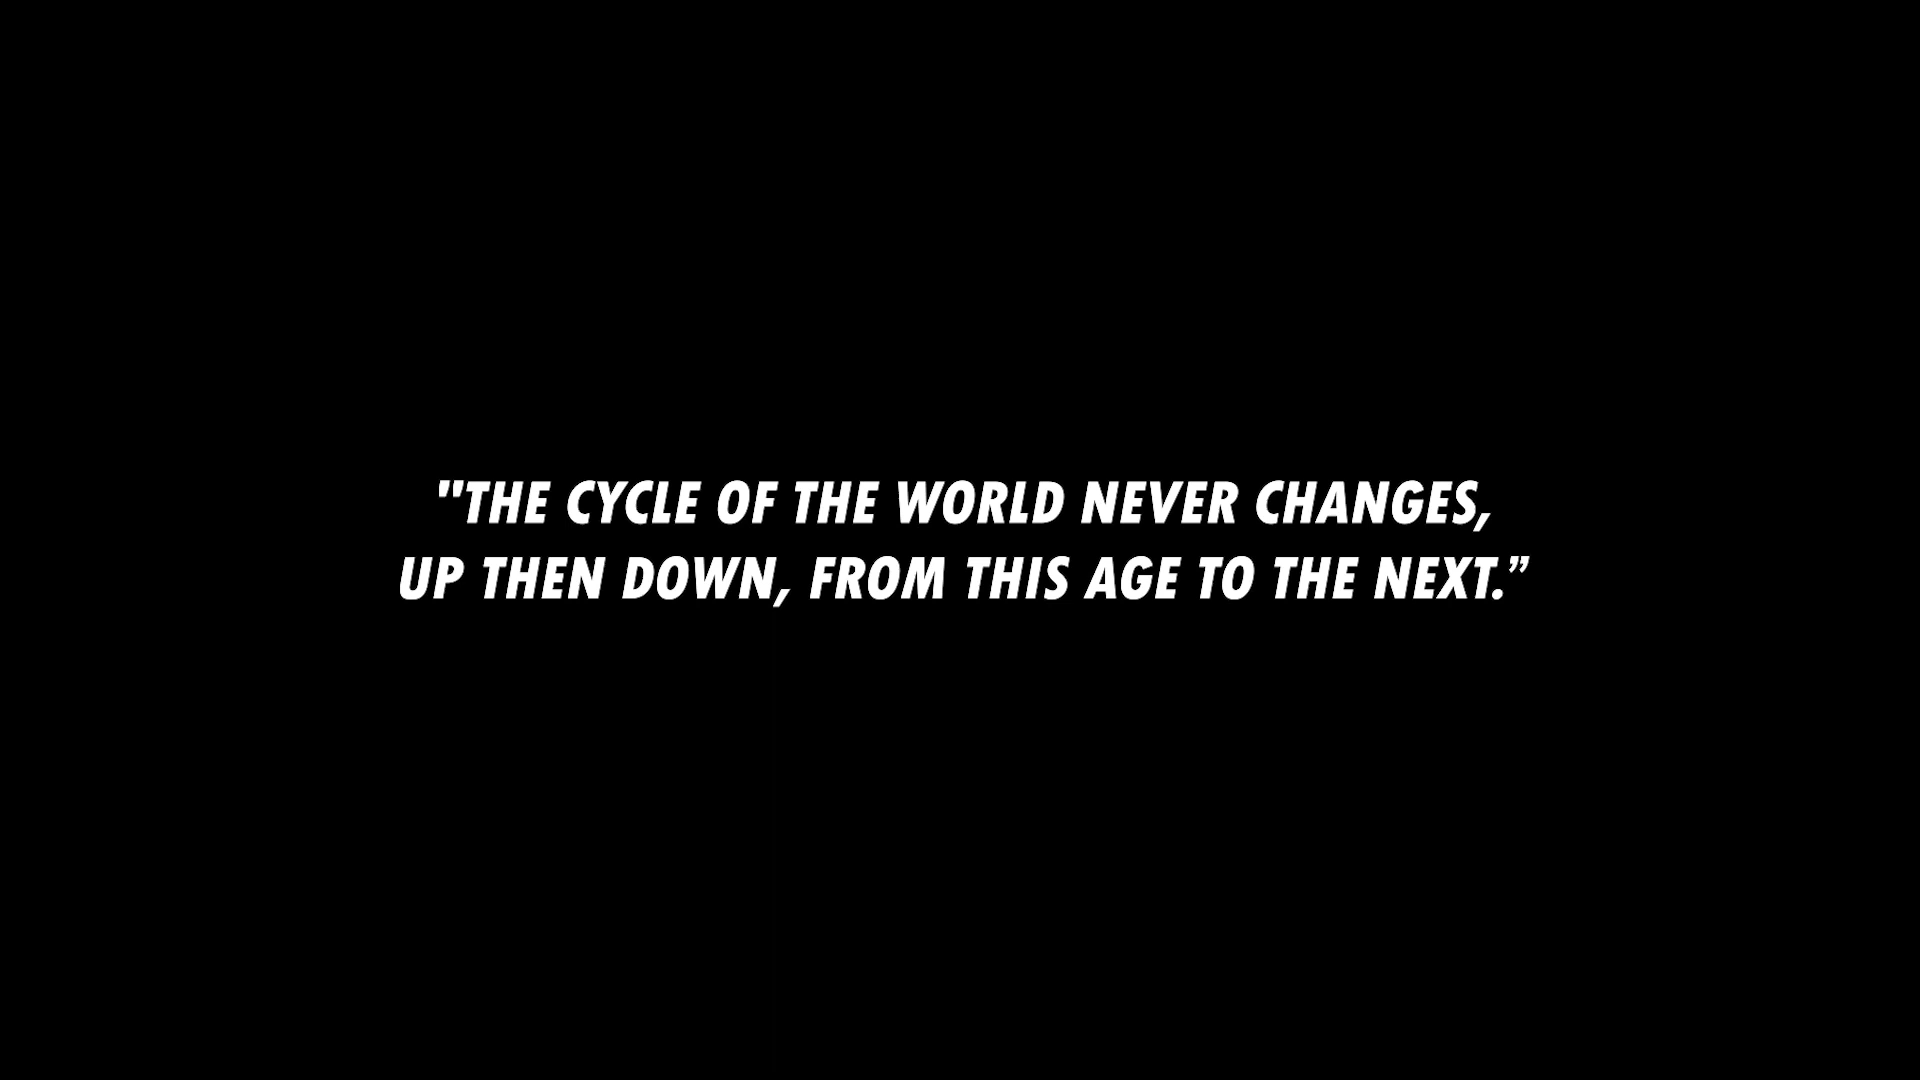 "THE CYCLE OF THE WORLD NEVER CHANGES,
UP THEN DOWN, FROM THIS AGE TO THE NEXT.”